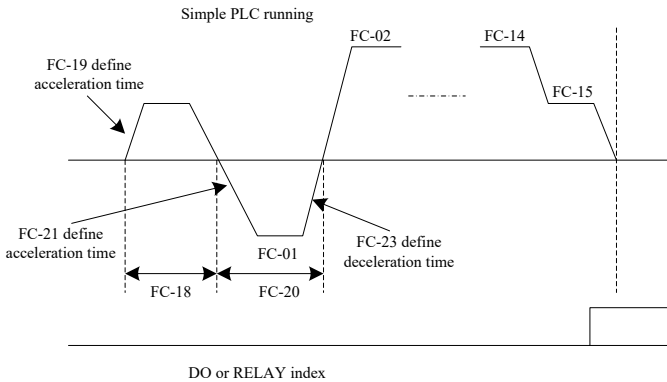 Simple PLC running
FC-02
FC-14
FC-19 define
acceleration time
FC-15
FC-21 define
acceleration time
FC-01
FC-23 define
deceleration time
FC-18
FC-20
DO or RELAY index